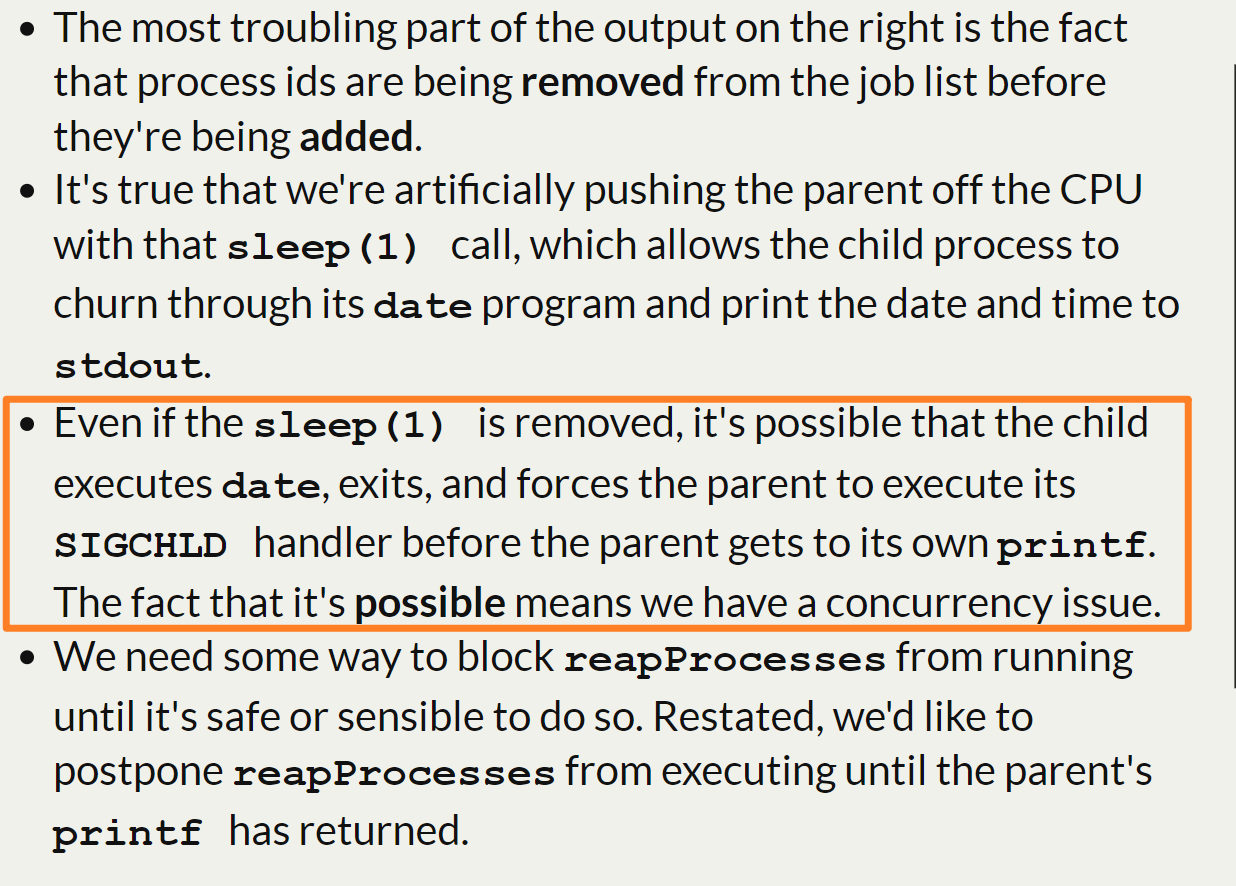 • The most troubling part of the output on the right is the fact
that process ids are being removed from the job list before
they're being added.
• It's true that we're artificially pushing the parent off the CPU
with that sleep(1) call, which allows the child process to
churn through its date program and print the date and time to
stdout.
• Even if the sleep(1) is removed, it's possible that the child
executes date, exits, and forces the parent to execute its
SIGCHLD handler before the parent gets to its own printf.
The fact that it's possible means we have a concurrency issue.
• We need some way to block reapProcesses from running
until it's safe or sensible to do so. Restated, we'd like to
postpone reapProcesses from executing until the parent's
printf has returned.